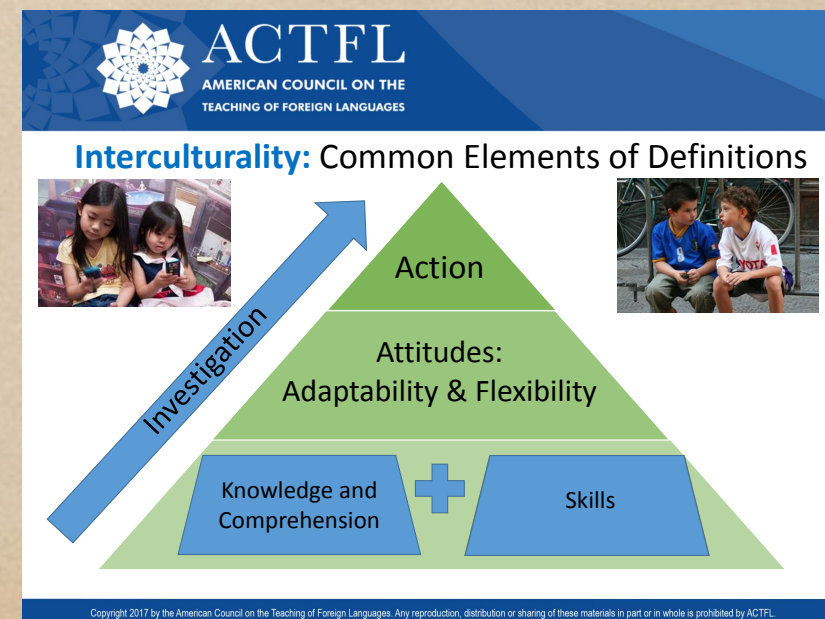 ACTFL
AMERICAN COUNCIL ON THE
TEACHING OF FOREIGN LANGUAGES
Interculturality: Common Elements of Definitions
Investigation
Action
Attitudes:
Adaptability & Flexibility
Knowledge and
Comprehension
Skills
Copyright 2017 by the American Council on the Teaching of Foreign Languages. Any reproduction, distribution or sharing of these materials in part or in whole is prohibited by ACTFL.